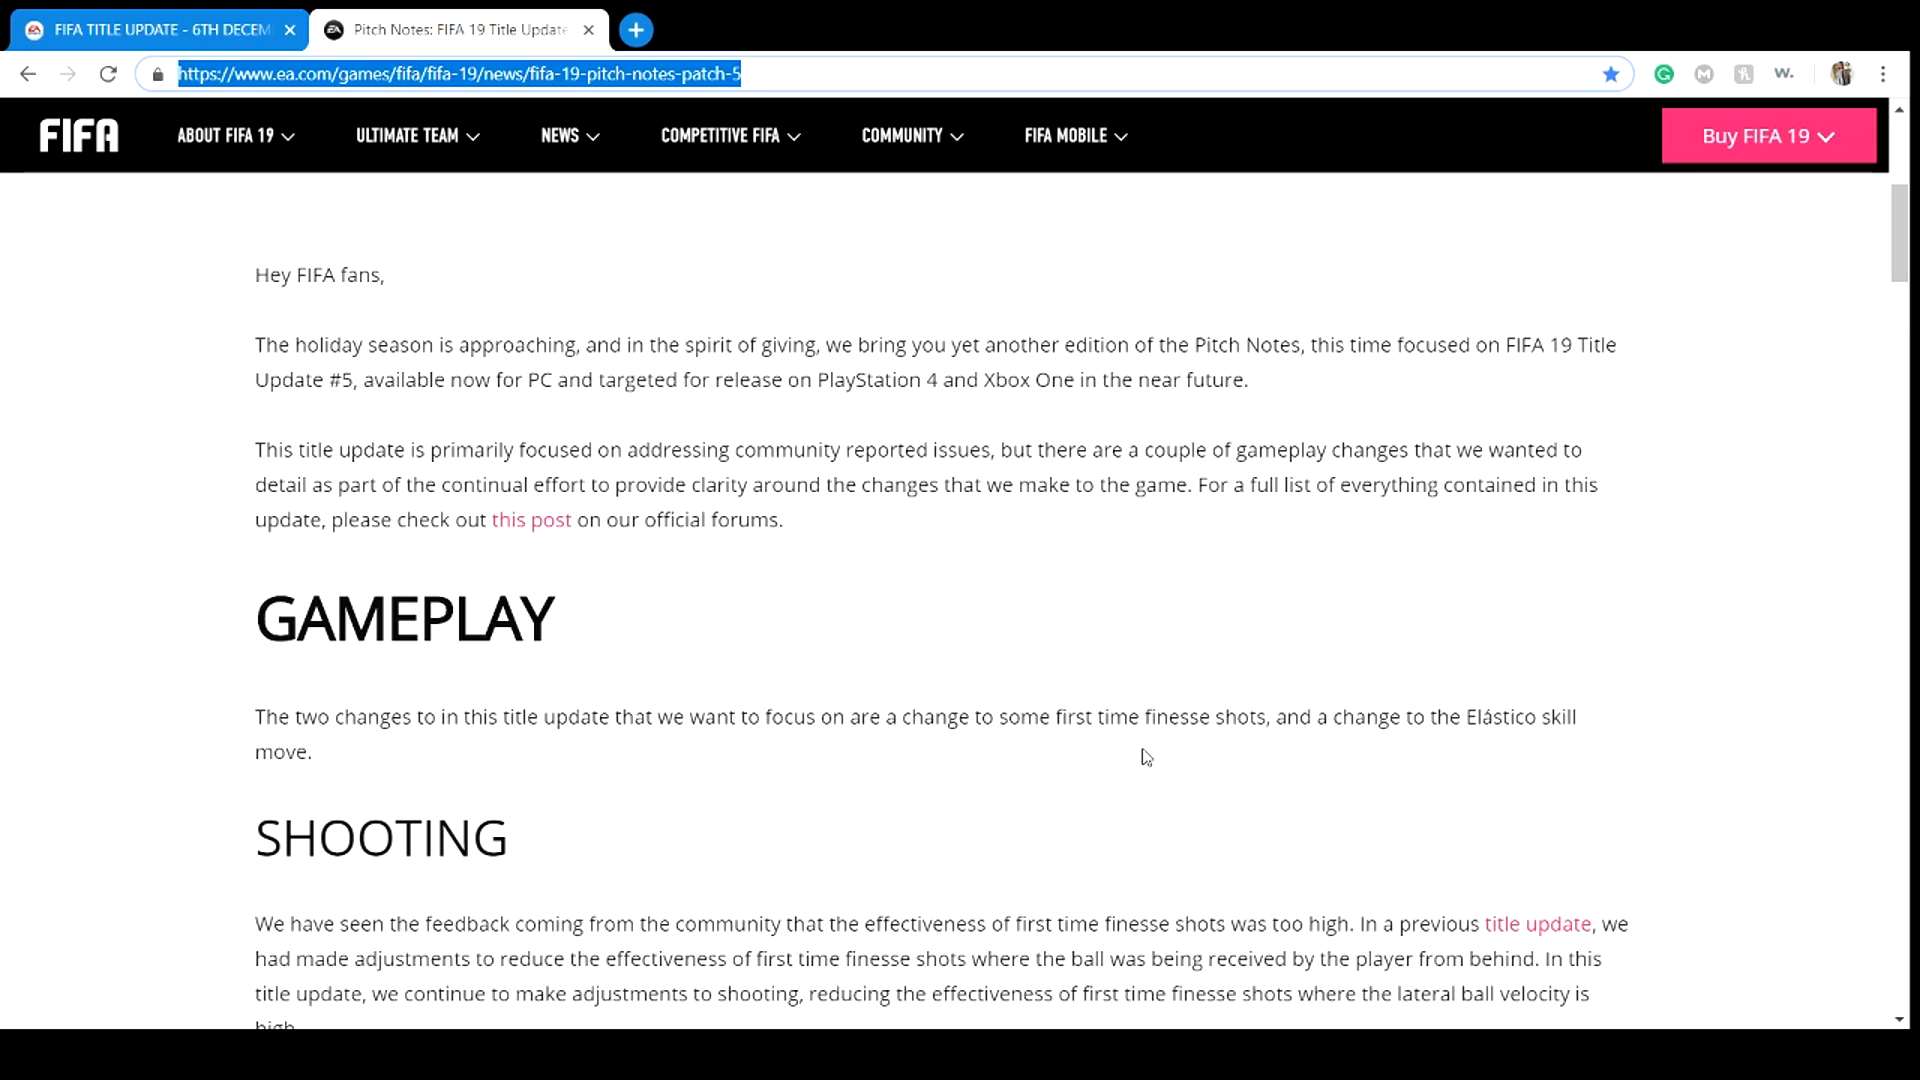 FIFA TITLE UPDATE - 6TH DECEM
Pitch Notes: FIFA 19 Title Update
https://www.ea.com/games/fifa/fifa-19/news/fifa-19-pitch-notes-patch-5
w.
FIFA
ABOUT FIFA 19
ULTIMATE TEAM
NEWS
COMPETITIVE FIFA
COMMUNITY
FIFA MOBILE
Buy FIFA 19
Hey FIFA fans,
The holiday season is approaching, and in the spirit of giving, we bring you yet another edition of the Pitch Notes, this time focused on FIFA 19 Title
Update #5, available now for PC and targeted for release on PlayStation 4 and Xbox One in the near future.
This title update is primarily focused on addressing community reported issues, but there are a couple of gameplay changes that we wanted to
detail as part of the continual effort to provide clarity around the changes that we make to the game. For a full list of everything contained in this
update, please check out this post on our official forums.
GAMEPLAY
The two changes to in this title update that we want to focus on are a change to some first time finesse shots, and a change to the Elástico skill
move.
SHOOTING
We have seen the feedback coming from the community that the effectiveness of first time finesse shots was too high. In a previous title update, we
had made adjustments to reduce the effectiveness of first time finesse shots where the ball was being received by the player from behind. In this
title update, we continue to make adjustments to shooting, reducing the effectiveness of first time finesse shots where the lateral ball velocity is
high.